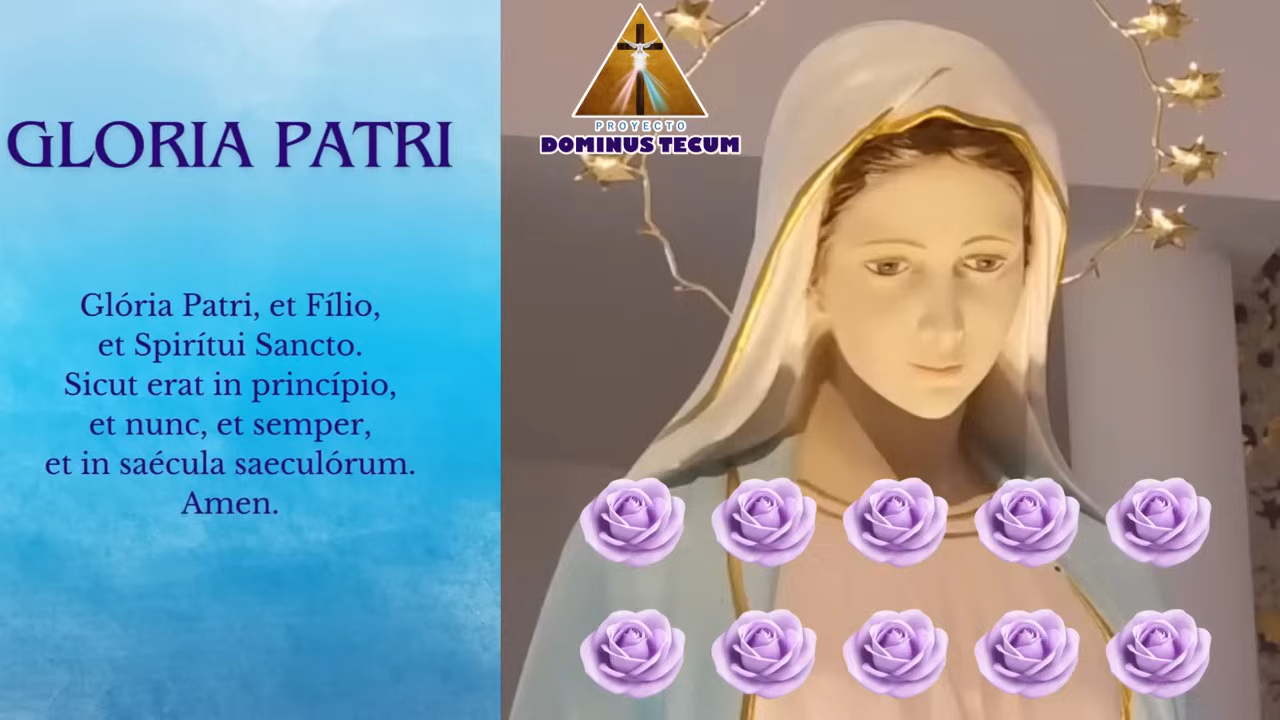 GLORIA PATRI
Glória Patri, et Fílio,
et Spirítui Sancto.
Sicut erat in princípio,
et nunc, et semper,
et in saécula saeculórum.
Amen.
PROYECTO
DOMINUS TECUM